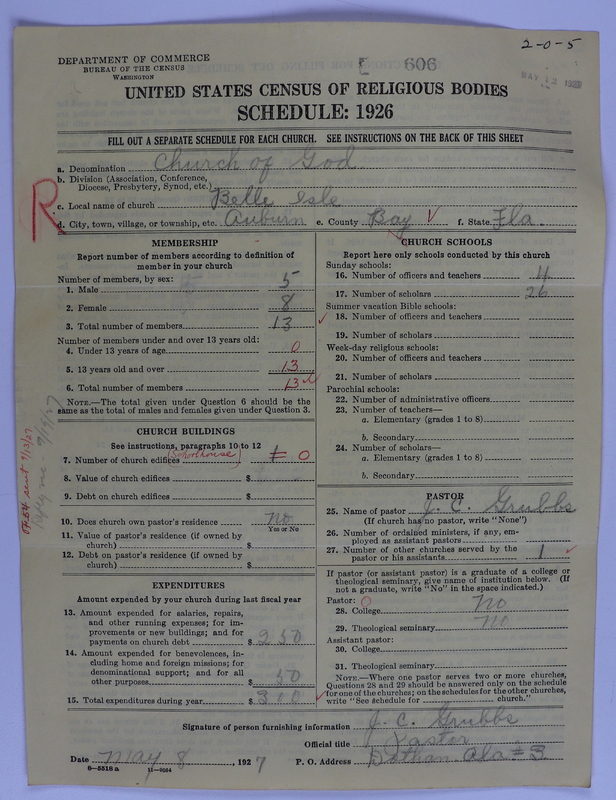 2-0-5
DEPARTMENT OF COMMERCE
BUREAU OF THE CENSUS
WASHINGTON
E 606
MAY 12 1927
UNITED STATES CENSUS OF RELIGIOUS BODIES
SCHEDULE: 1926
FILL OUT A SEPARATE SCHEDULE FOR EACH CHURCH. SEE INSTRUCTIONS ON THE BACK OF THIS SHEET
R
a. Denomination Church of God
b. Division (Association, Conference, Diocese, Presbytery, Synod, etc.)
c. Local name of church Belle Isle
d. City, town, village, or township, etc. Auburn e. County Bay f. State Fla.
MEMBERSHIP
Report number of members according to definition of
member in your church
Number of members, by sex:
1. Male 5
2. Female 8
3. Total number of members 13
Number of members under and over 13 years old:
4. Under 13 years of age 0
5. 13 years old and over 13
6. Total number of members 13
NOTE.—The total given under Question 6 should be the
same as the total of males and females given under Question 3.
CHURCH BUILDINGS
See instructions, paragraphs 10 to 12
(Schoolhouse)
7. Number of church edifices 1 0
8. Value of church edifices $
9. Debt on church edifices $
10. Does church own pastor's residence no
Yes or No
11. Value of pastor's residence (if owned by
church) $
12. Debt on pastor's residence (if owned by
church) $
EXPENDITURES
Amount expended by your church during last fiscal year
13. Amount expended for salaries, repairs,
and other running expenses; for im-
provements or new buildings; and for
payments on church debt $ 250
14. Amount expended for benevolences, in-
cluding home and foreign missions; for
denominational support; and for all
other purposes $ 50
15. Total expenditures during year $ 300
CHURCH SCHOOLS
Report here only schools conducted by this church
Sunday schools:
16. Number of officers and teachers 4
17. Number of scholars 26
Summer vacation Bible schools:
18. Number of officers and teachers
19. Number of scholars
Week-day religious schools:
20. Number of officers and teachers
21. Number of scholars
Parochial schools:
22. Number of administrative officers
23. Number of teachers—
a. Elementary (grades 1 to 8)
b. Secondary
24. Number of scholars—
a. Elementary (grades 1 to 8)
b. Secondary
PASTOR
25. Name of pastor J. C. Grubbs
(If church has no pastor, write "None")
26. Number of ordained ministers, if any, em-
ployed as assistant pastors
27. Number of other churches served by the
pastor or his assistants 1
If pastor (or assistant pastor) is a graduate of a college or
theological seminary, give name of institution below. (If
not a graduate, write "No" in the space indicated.)
Pastor: 0
28. College No
29. Theological seminary No
Assistant pastor:
30. College
31. Theological seminary
NOTE.—Where one pastor serves two or more churches,
Questions 28 and 29 should be answered only on the schedule
for one of the churches; on the schedules for the other churches,
write "See schedule for church."
Signature of person furnishing information J. C. Grubbs
Official title Pastor
Date May 8, 1927 P. O. Address Dothan Ala #3
8-5518 a 11-9064
sent 9/13/27